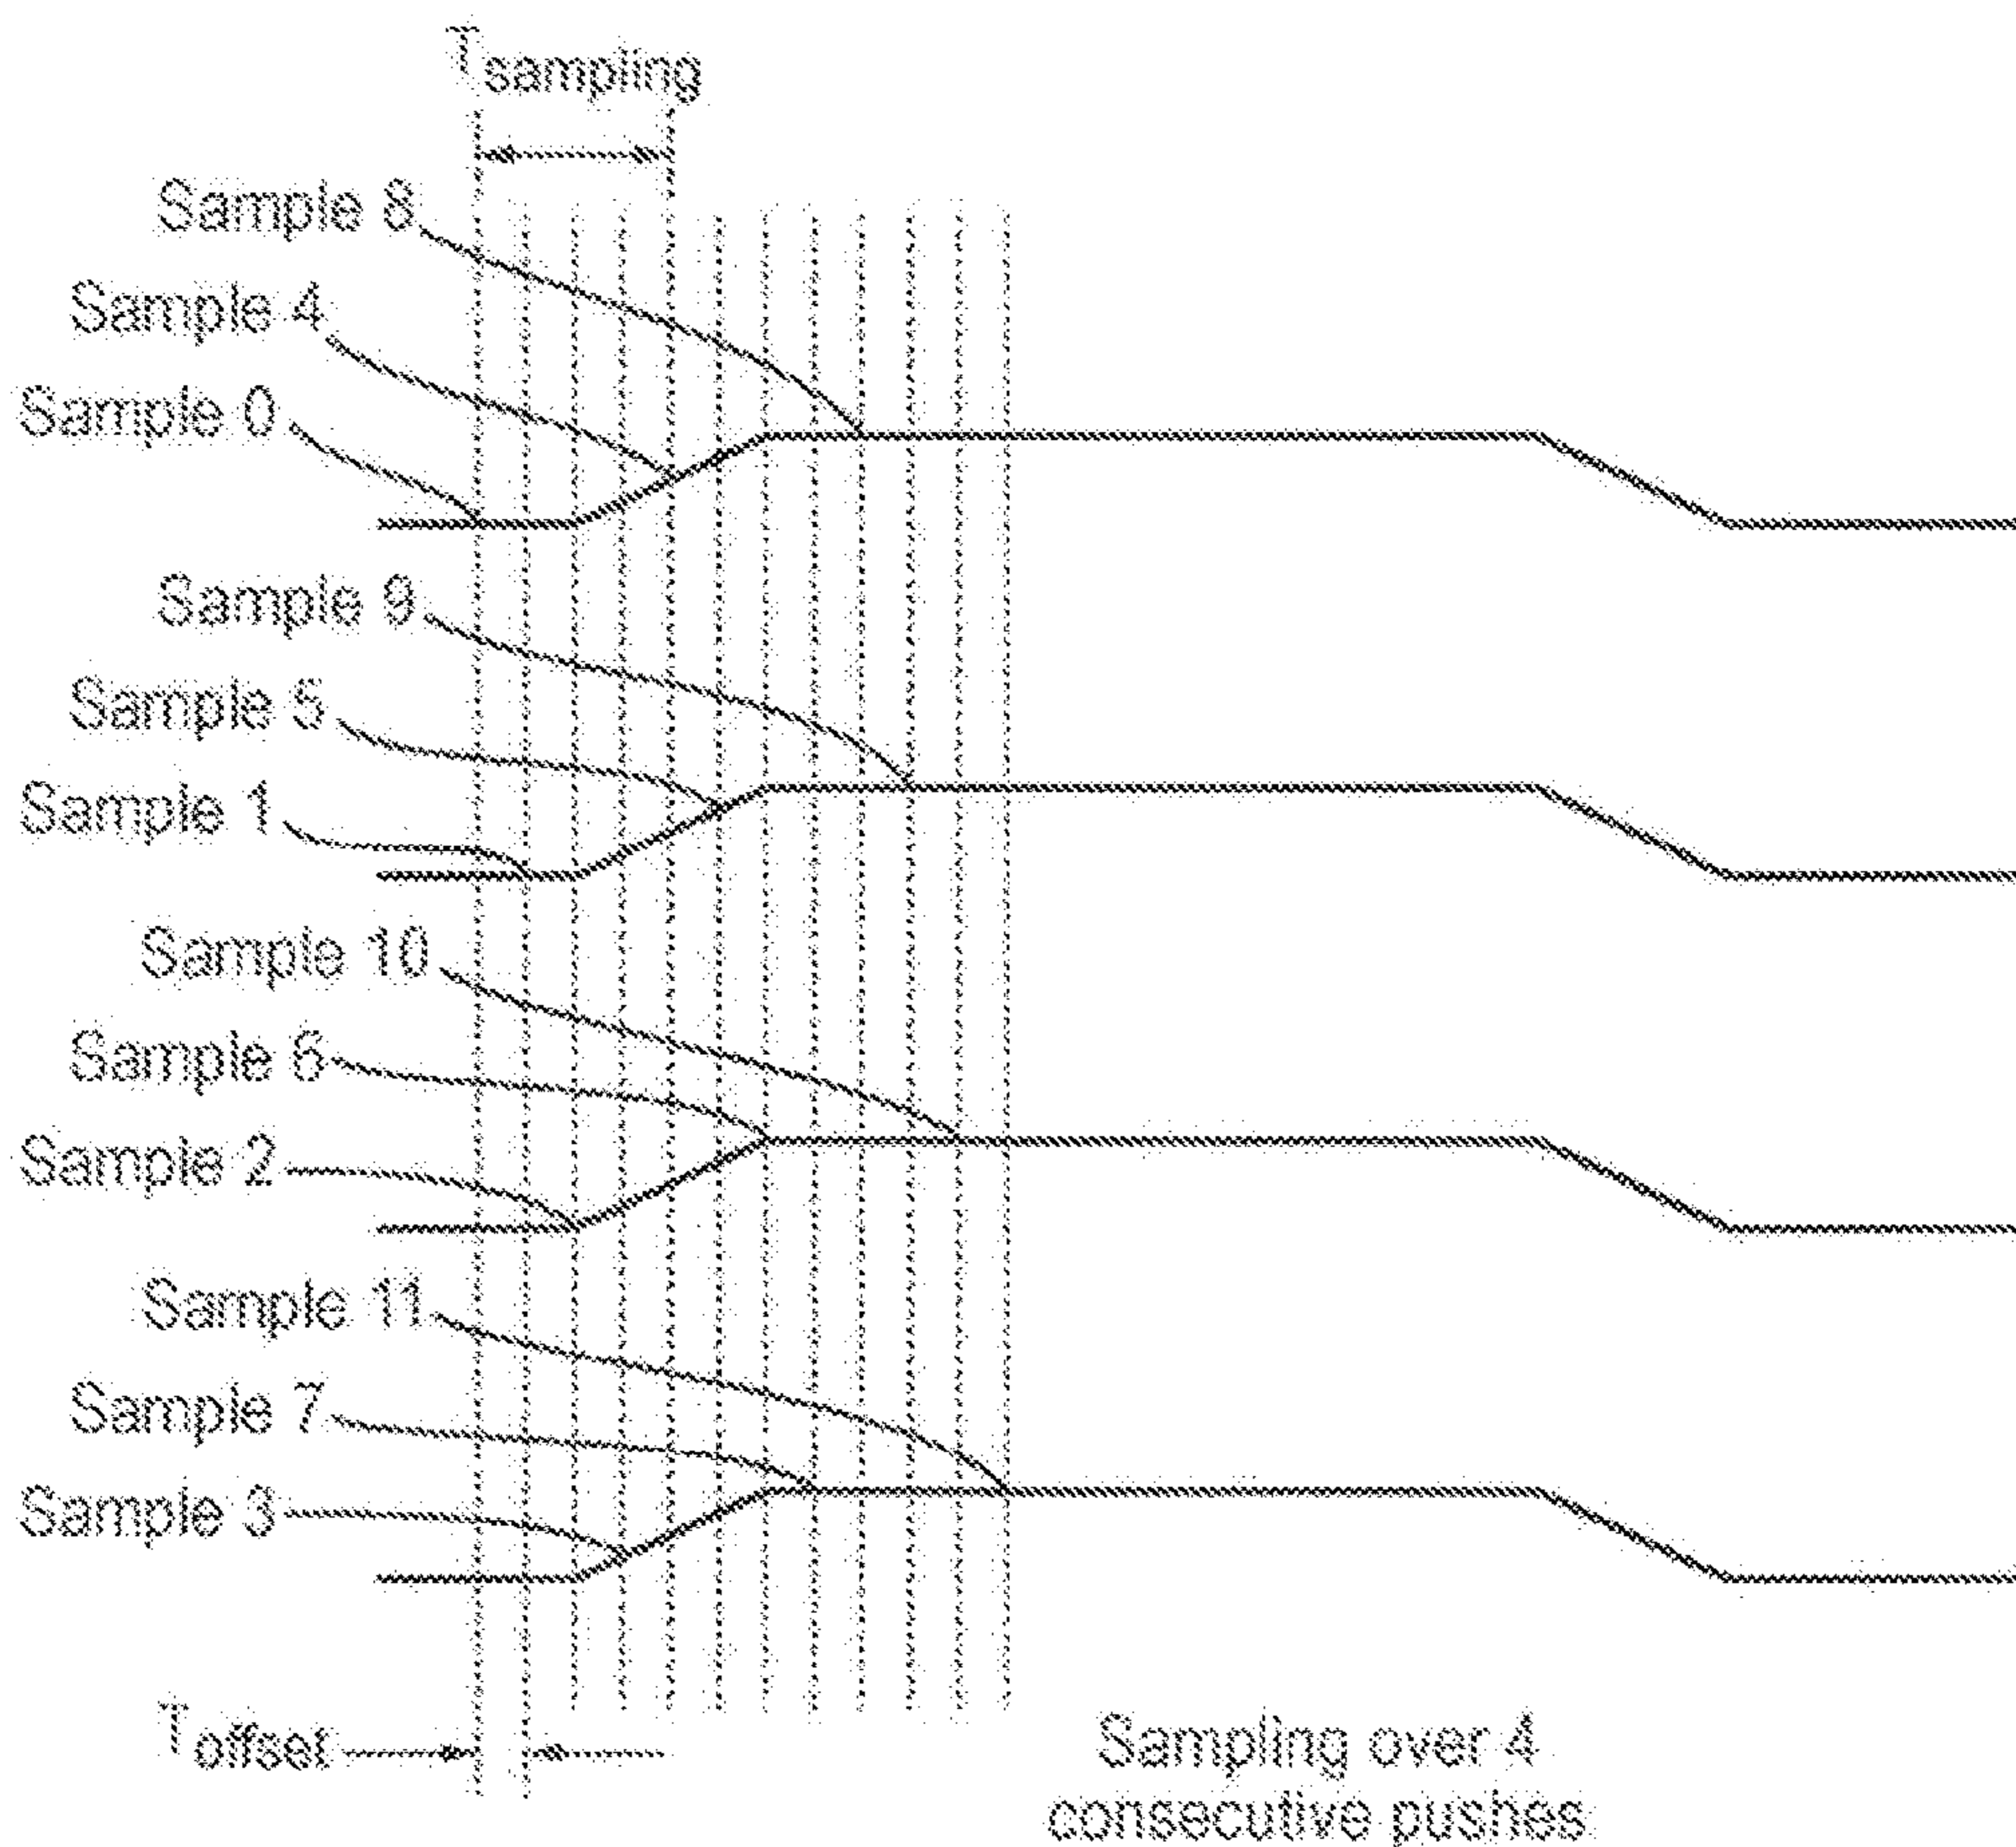 Tsampling
Sample 8
Sample 4
Sample 0
Sample 9
Sample 5
Sample 1
Sample 10
Sample 6
Sample 2
Sample 11
Sample 7
Sample 3
Toffset
Sampling over 4
consecutive pushes